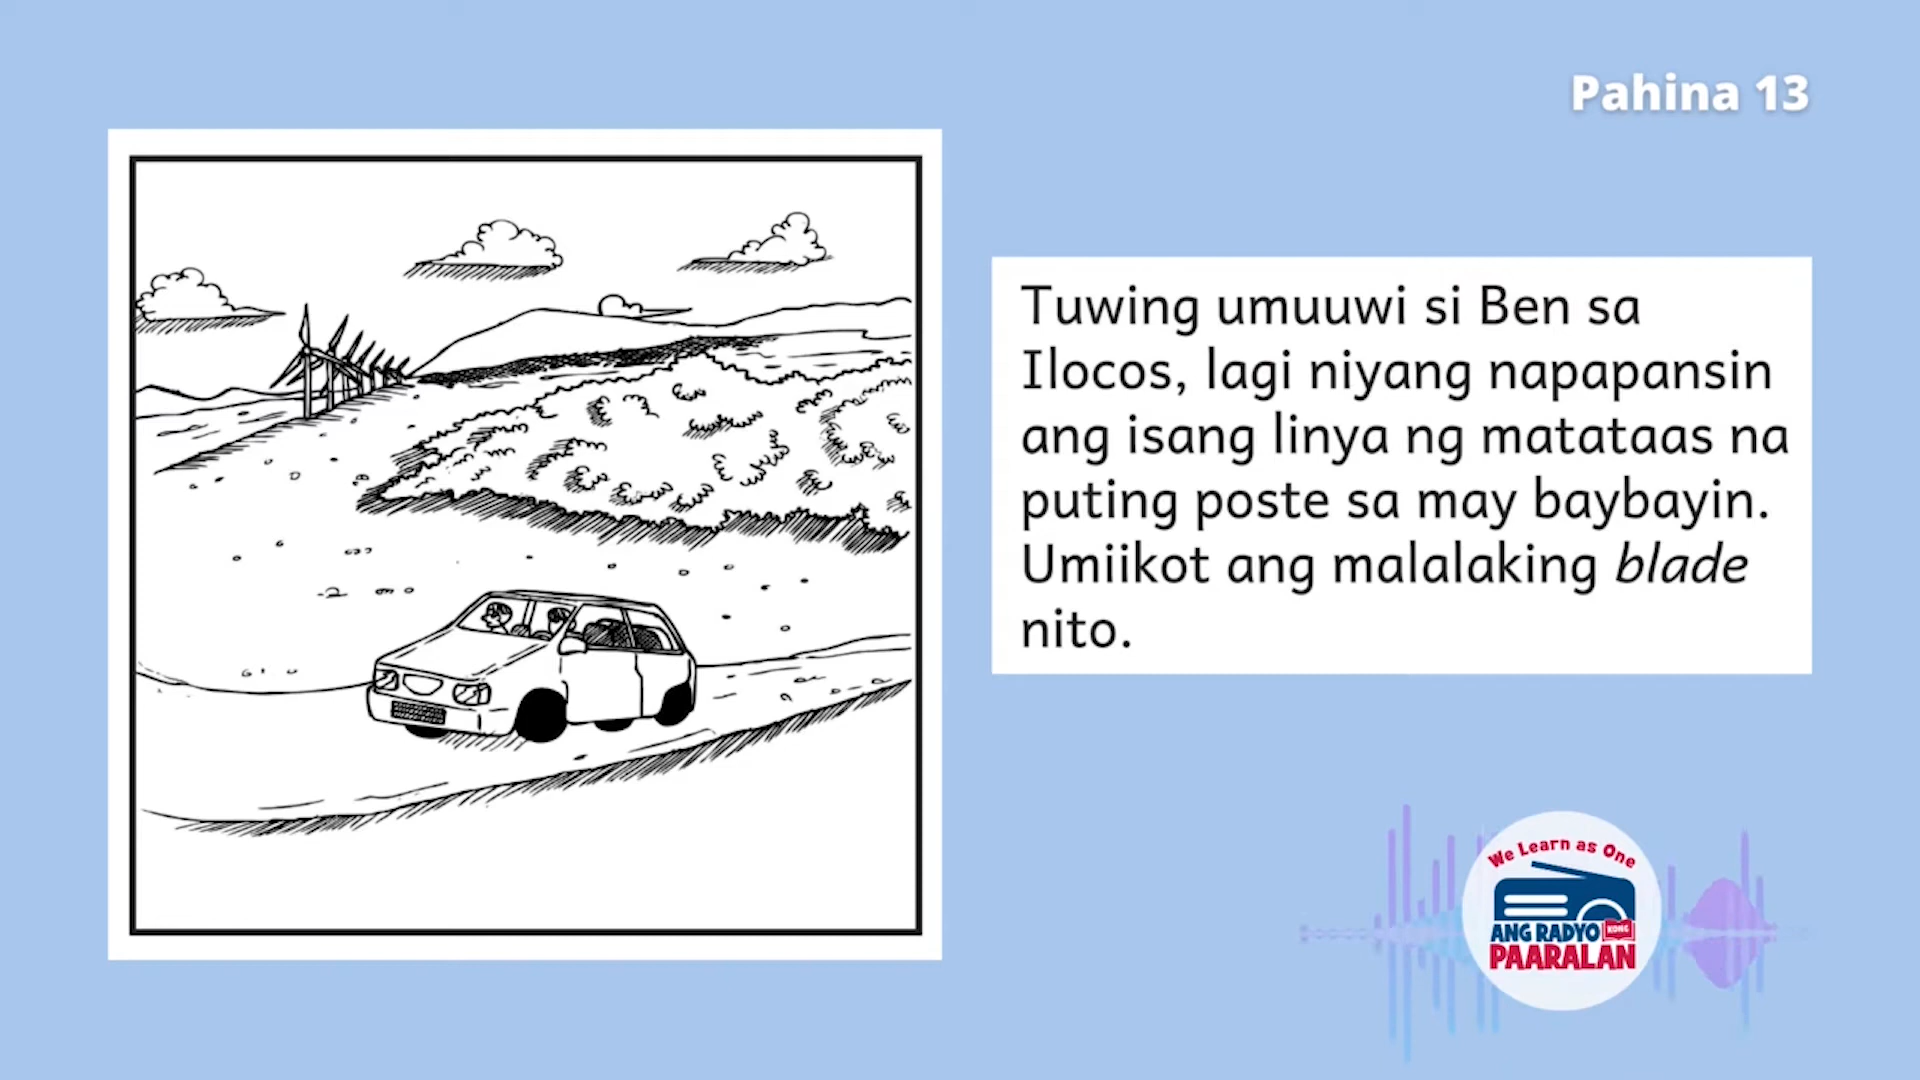 Pahina 13
Tuwing umuuwi si Ben sa
Ilocos, lagi niyang napapansin
ang isang linya ng matataas na
puting poste sa may baybayin.
Umiikot ang malalaking blade
nito.
We Learn as One
ANG RADYO KONG
PAARALAN